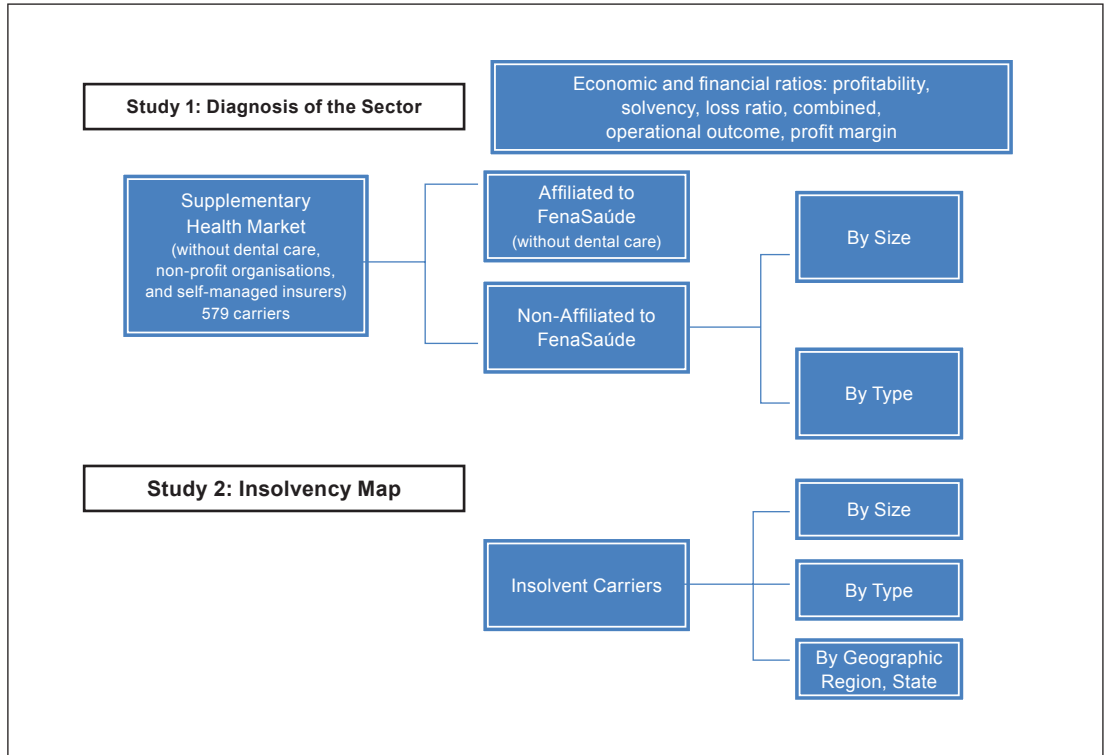 Study 1: Diagnosis of the Sector
Economic and financial ratios: profitability,
solvency, loss ratio, combined,
operational outcome, profit margin
Supplementary
Health Market
(without dental care,
non-profit organisations,
and self-managed insurers)
579 carriers
Affiliated to
FenaSaúde
(without dental care)
Non-Affiliated to
FenaSaúde
By Size
By Type
Study 2: Insolvency Map
Insolvent Carriers
By Size
By Type
By Geographic
Region, State